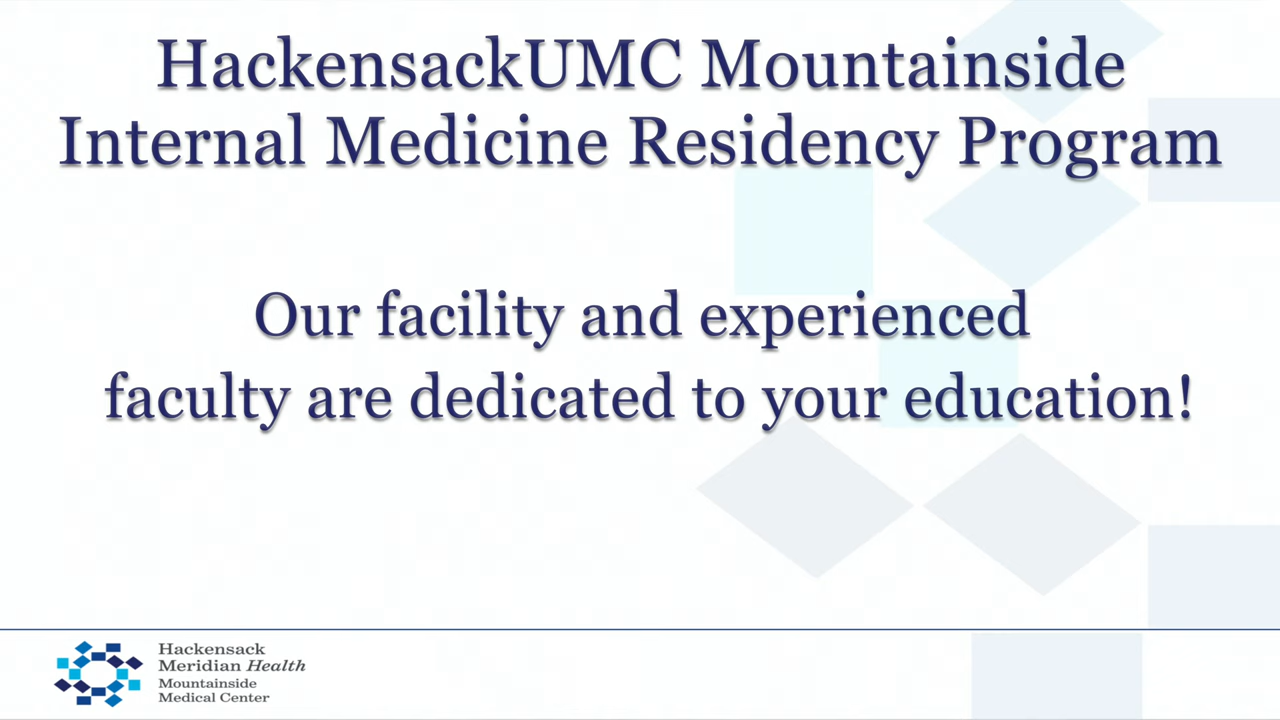 HackensackUMC Mountainside
Internal Medicine Residency Program
Our facility and experienced
faculty are dedicated to your education!
Hackensack
Meridian Health
Mountainside
Medical Center